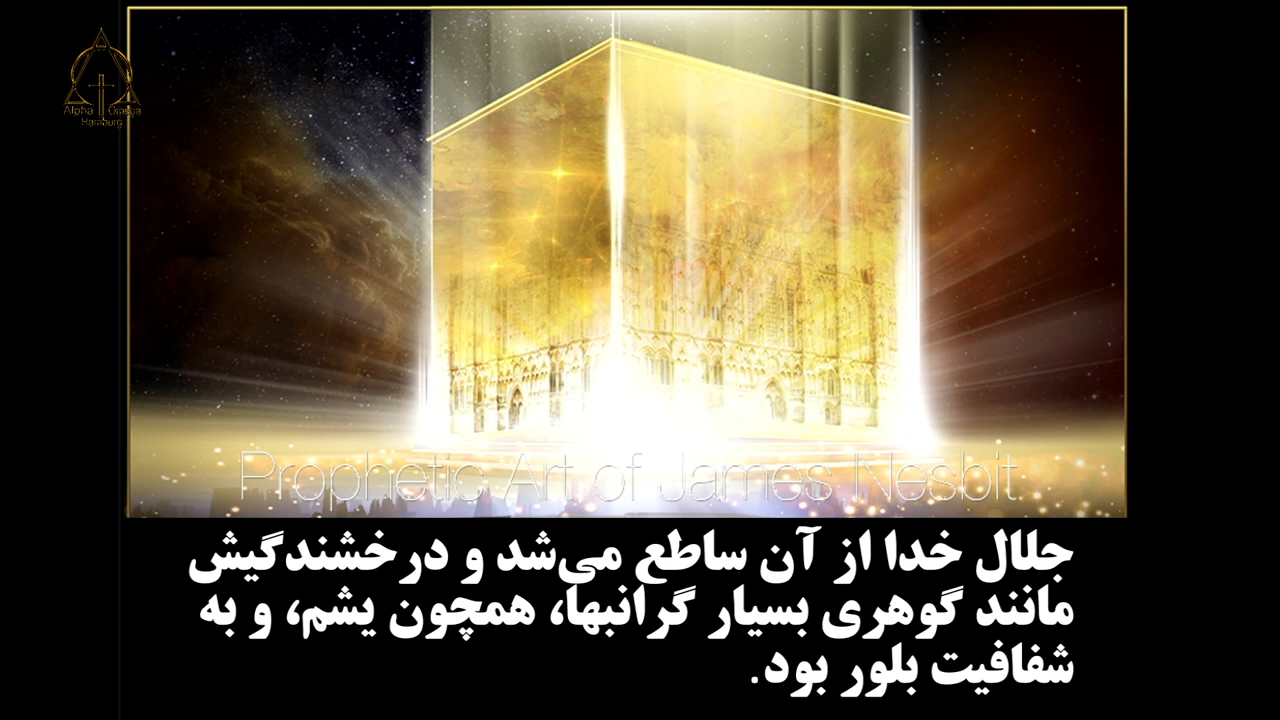 Alpha Omega
Hamburg
Prophetic Art of James Nesbit
جلال خدا از آن ساطع می‌شد و درخشندگیش
مانند گوهری بسیار گرانبها، همچون یشم، و به
شفافیت بلور بود.